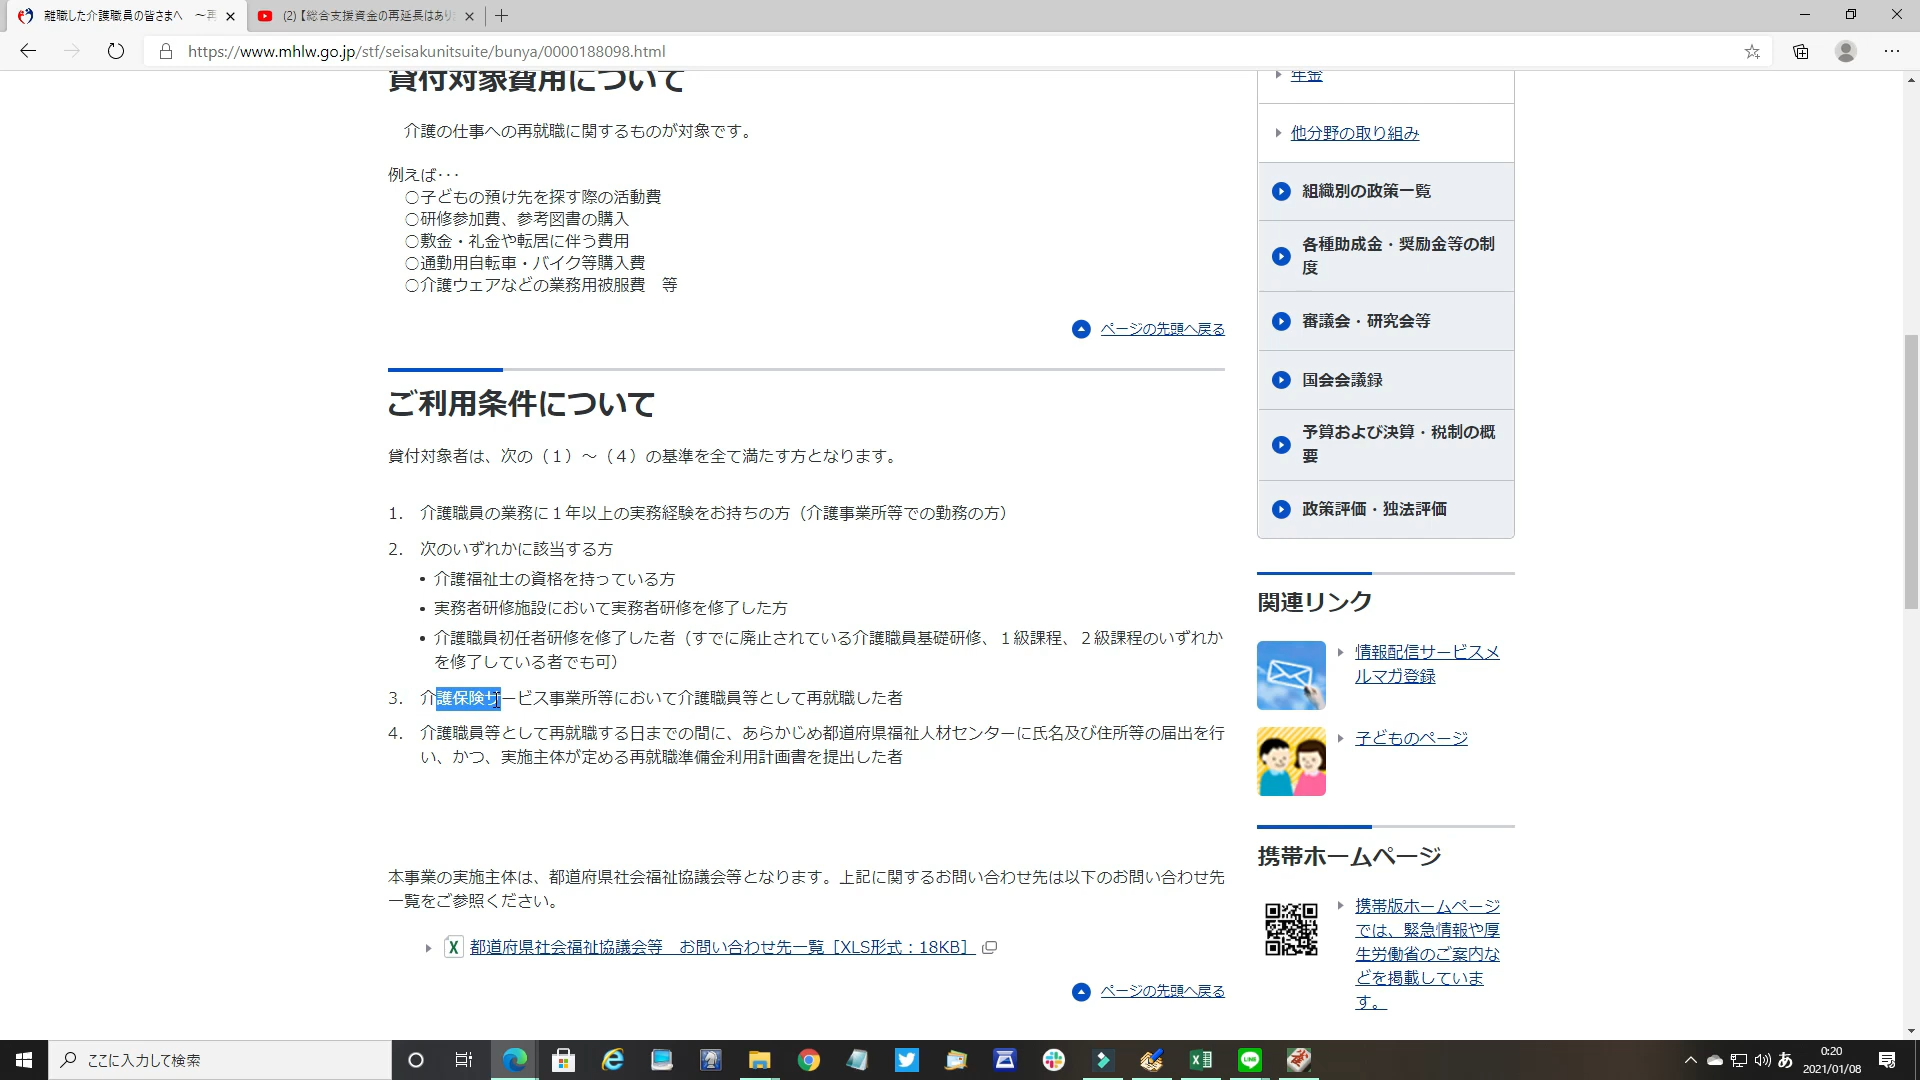 離職した介護職員の皆さまへ　～再
(2)【総合支援資金の再延長はあり
https://www.mhlw.go.jp/stf/seisakunitsuite/bunya/0000188098.html
貸付対象費用について
介護の仕事への再就職に関するものが対象です。
例えば･･･
○子どもの預け先を探す際の活動費
○研修参加費、参考図書の購入
○敷金・礼金や転居に伴う費用
○通勤用自転車・バイク等購入費
○介護ウェアなどの業務用被服費　等
ページの先頭へ戻る
ご利用条件について
貸付対象者は、次の（１）～（４）の基準を全て満たす方となります。
1.　介護職員の業務に１年以上の実務経験をお持ちの方（介護事業所等での勤務の方）
2.　次のいずれかに該当する方
• 介護福祉士の資格を持っている方
• 実務者研修施設において実務者研修を修了した方
• 介護職員初任者研修を修了した者（すでに廃止されている介護職員基礎研修、１級課程、２級課程のいずれか
を修了している者でも可）
3.　介護保険サービス事業所等において介護職員等として再就職した者
4.　介護職員等として再就職する日までの間に、あらかじめ都道府県福祉人材センターに氏名及び住所等の届出を行
い、かつ、実施主体が定める再就職準備金利用計画書を提出した者
本事業の実施主体は、都道府県社会福祉協議会等となります。上記に関するお問い合わせ先は以下のお問い合わせ先
一覧をご参照ください。
都道府県社会福祉協議会等　お問い合わせ先一覧［XLS形式：18KB］
ページの先頭へ戻る
年金
他分野の取り組み
組織別の政策一覧
各種助成金・奨励金等の制
度
審議会・研究会等
国会会議録
予算および決算・税制の概
要
政策評価・独法評価
関連リンク
情報配信サービスメ
ルマガ登録
子どものページ
携帯ホームページ
携帯版ホームページ
では、緊急情報や厚
生労働省のご案内な
どを掲載していま
す。
ここに入力して検索
LINE
あ
0:20
2021/01/08